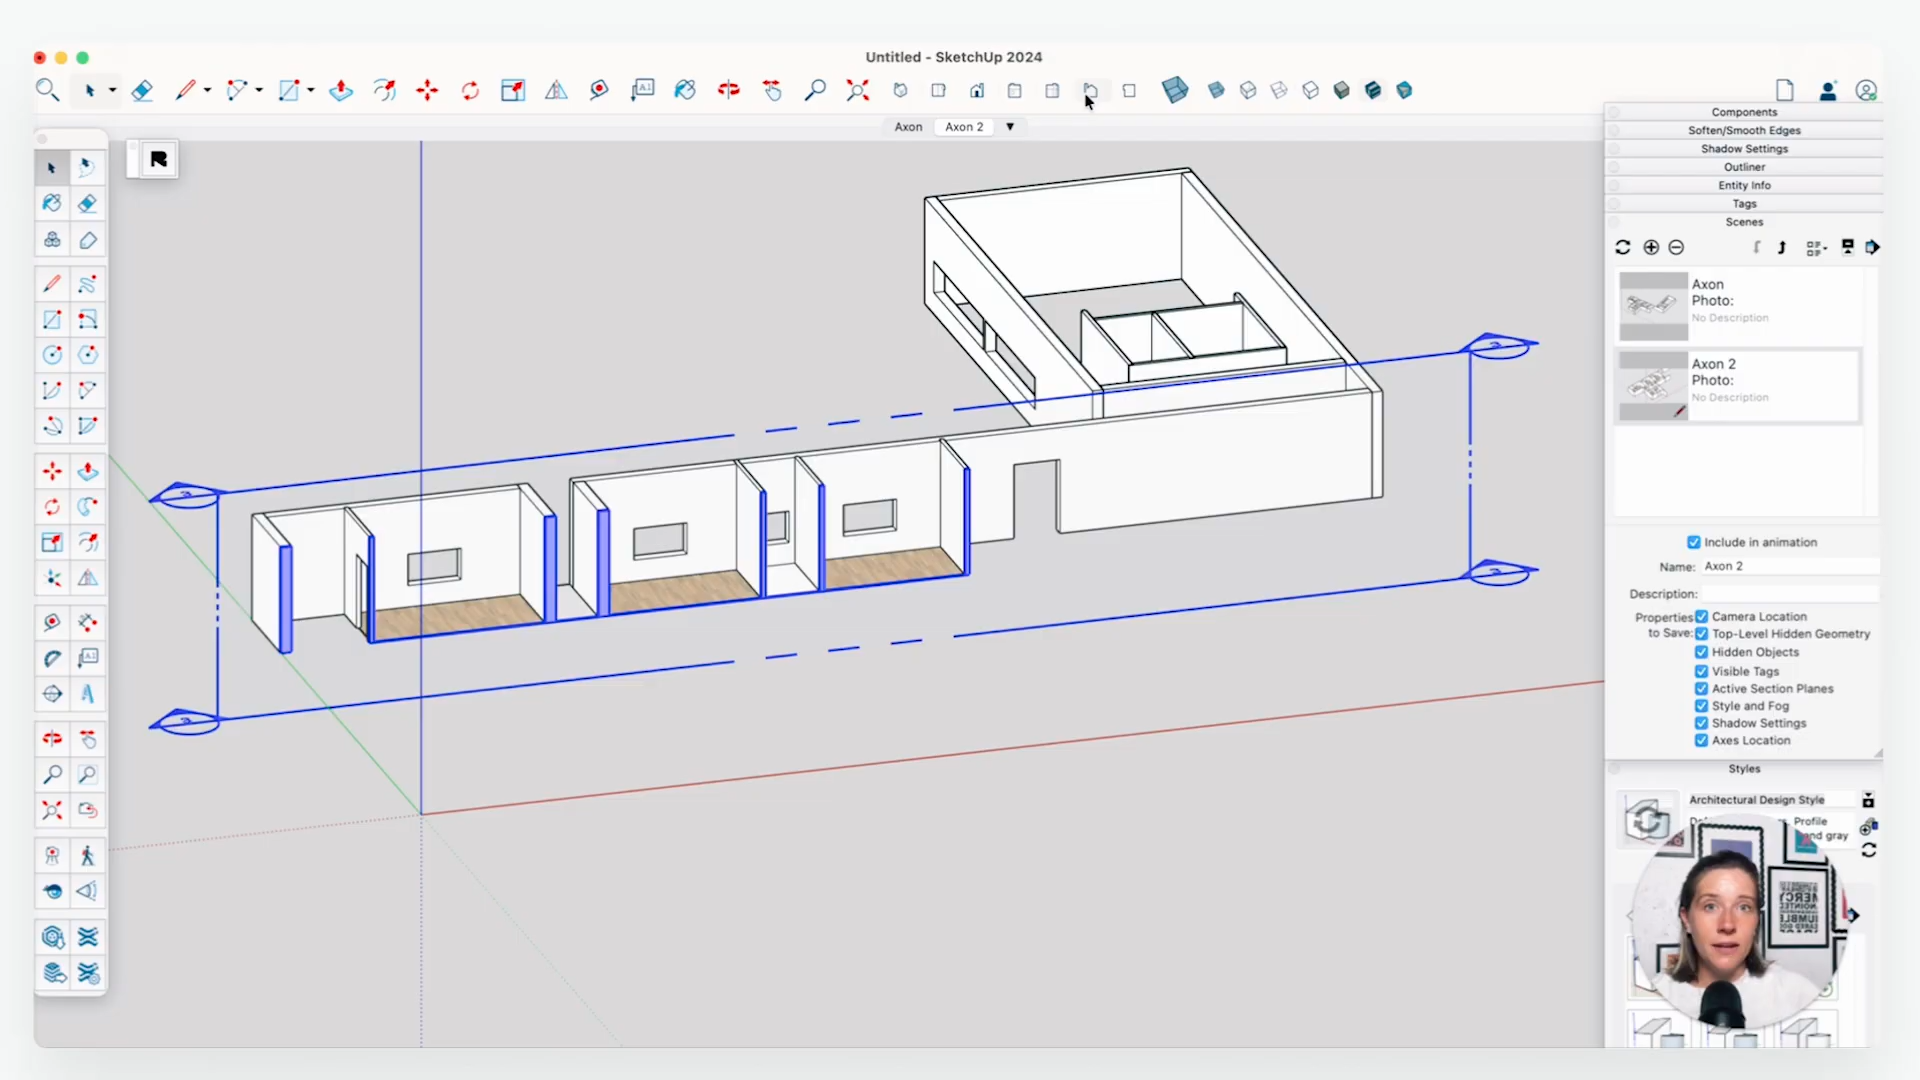 Untitled - SketchUp 2024
Axon
Axon 2
Components
Soften/Smooth Edges
Shadow Settings
Outliner
Entity Info
Tags
Scenes
Axon
Photo:
No Description
Axon 2
Photo:
No Description
Include in animation
Name: Axon 2
Description:
Properties to Save:
Camera Location
Top-Level Hidden Geometry
Hidden Objects
Visible Tags
Active Section Planes
Style and Fog
Shadow Settings
Axes Location
Styles
Architectural Design Style
Profile
and gray